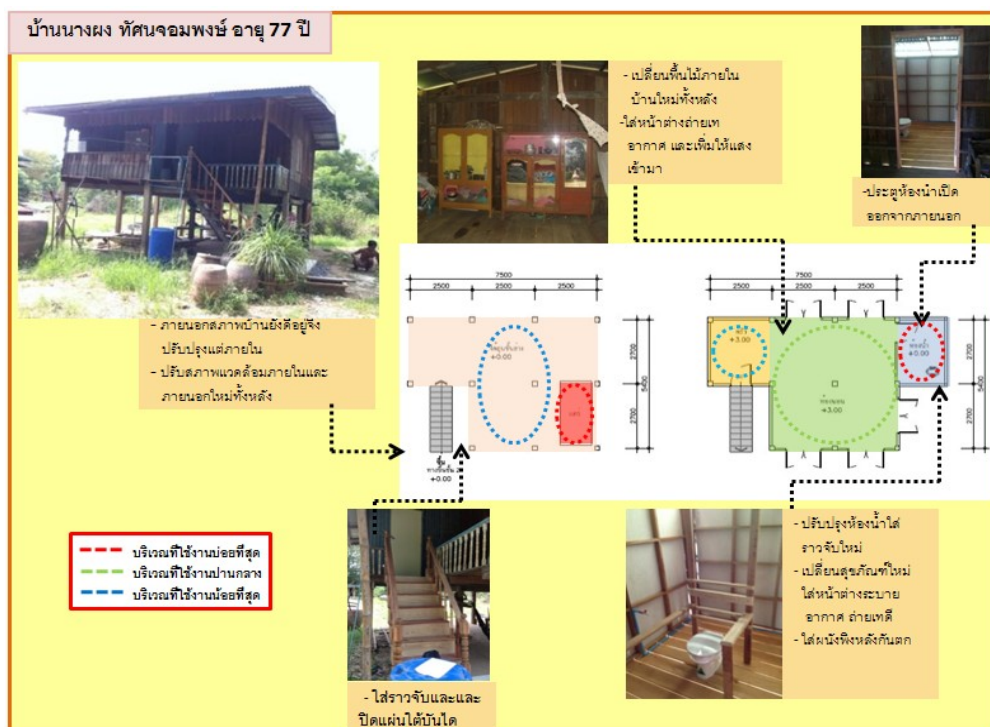 บ้านนางผง ทัศนจอมพงษ์ อายุ 77 ปี
- เปลี่ยนพื้นไม้ภายใน
บ้านใหม่ทั้งหลัง
-ใส่หน้าต่างถ่ายเท
อากาศ และเพิ่มให้แสง
เข้ามา
-ประตูห้องน้ำเปิด
ออกจากภายนอก
- ภายนอกสภาพบ้านยังดีอยู่จึง
ปรับปรุงแต่ภายใน
- ปรับสภาพแวดล้อมภายในและ
ภายนอกใหม่ทั้งหลัง
7500
2500 2500 2500
+0.00
2700
5400
2700
ขึ้น
+0.00
7500
2500 2500 2500
+3.00
ห้องน้ำ
+0.00
+3.00
2700
5400
2700
บริเวณที่ใช้งานบ่อยที่สุด
บริเวณที่ใช้งานปานกลาง
บริเวณที่ใช้งานน้อยที่สุด
- ใส่ราวจับและและ
ปิดแผ่นใต้บันได
- ปรับปรุงห้องน้ำใส่
ราวจับใหม่
- เปลี่ยนสุขภัณฑ์ใหม่
ใส่หน้าต่างระบาย
อากาศ ถ่ายเทดี
- ใส่ผนังพิงหลังกันตก